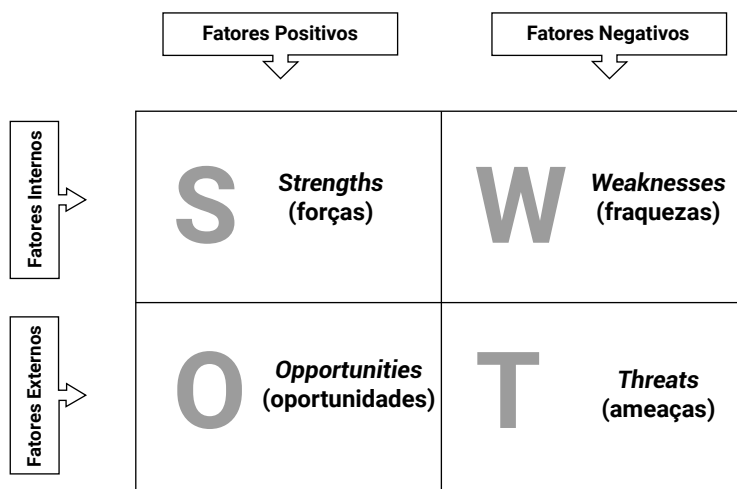 Fatores Positivos
Fatores Negativos
Fatores Internos
S
Strengths
(forças)
W
Weaknesses
(fraquezas)
Fatores Externos
O
Opportunities
(oportunidades)
T
Threats
(ameaças)